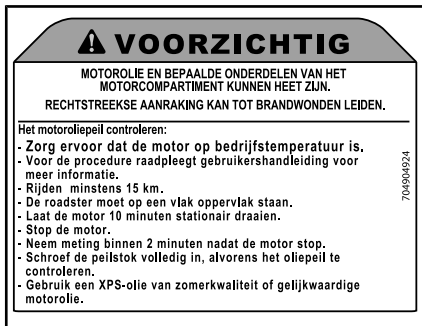 VOORZICHTIG
MOTOROLIE EN BEPAALDE ONDERDELEN VAN HET
MOTORCOMPARTIMENT KUNNEN HEET ZIJN.
RECHTSTREEKSE AANRAKING KAN TOT BRANDWONDEN LEIDEN.
Het motoroliepeil controleren:
- Zorg ervoor dat de motor op bedrijfstemperatuur is.
- Voor de procedure raadpleegt gebruikershandleiding voor
meer informatie.
- Rijden minstens 15 km.
- De roadster moet op een vlak oppervlak staan.
- Laat de motor 10 minuten stationair draaien.
- Stop de motor.
- Neem meting binnen 2 minuten nadat de motor stop.
- Schroef de peilstok volledig in, alvorens het oliepeil te
controleren.
- Gebruik een XPS-olie van zomerkwaliteit of gelijkwaardige
motorolie.
704904924